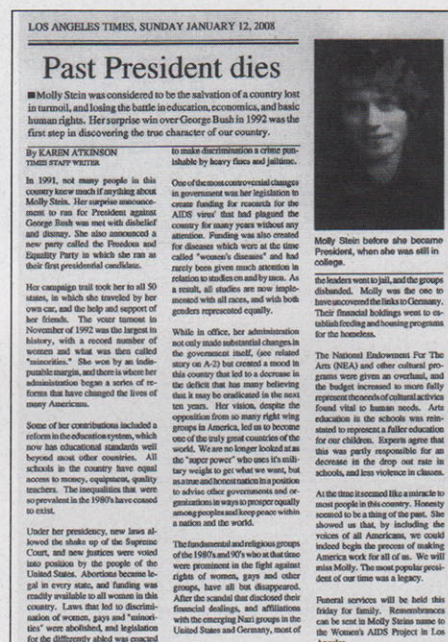 LOS ANGELES TIMES, SUNDAY JANUARY 12, 2008
Past President dies
■Molly Stein was considered to be the salvation of a country lost
in turmoil, and losing the battle in education, economics, and basic
human rights. Her surprise win over George Bush in 1992 was the
first step in discovering the true character of our country.
By KAREN ATKINSON
TIMES STAFF WRITER
In 1991, not many people in this
country knew much if anything about
Molly Stein. Her surprise announce-
ment to run for President against
George Bush was met with disbelief
and dismay. She also announced a
new party called the Freedom and
Equality Party in which she ran as
their first presidential candidate.
Her campaign trail took her to all 50
states, in which she traveled by her
own car, and the help and support of
her friends. The voter turnout in
November of 1992 was the largest in
history, with a record number of
women and what was then called
"minorities." She won by an indis-
putable margin, and there is where her
administration began a series of re-
forms that have changed the lives of
many Americans.
Some of her contributions included a
reform in the education system, which
now has educational standards well
beyond most other countries. All
schools in the country have equal
access to money, equipment, quality
teachers. The inequalities that were
so prevalent in the 1980's have ceased
to exist.
Under her presidency, new laws al-
lowed the shake up of the Supreme
Court, and new justices were voted
into position by the people of the
United States. Abortions became le-
gal in every state, and funding was
readily available to all women in this
country. Laws that led to discrimi-
nation of women, gays and "minori-
ties" were abolished, and legislation
for the differently abled was enacted
to make discrimination a crime pun-
ishable by heavy fines and jailtime.
One of the most controversial changes
in government was her legislation to
create funding for research for the
AIDS virus' that had plagued the
country for many years without any
attention. Funding was also created
for diseases which were at the time
called "women's diseases" and had
rarely been given much attention in
relation to studies on and by men. As
a result, all studies are now imple-
mented with all races, and with both
genders represented equally.
While in office, her administration
not only made substantial changes in
the government itself, (see related
story on A-2) but created a mood in
this country that led to a decrease in
the deficit that has many believing
that it may be eradicated in the next
ten years. Her vision, despite the
opposition from so many right wing
groups in America, led us to become
one of the truly great countries of the
world. We are no longer looked at as
the "super power" who uses it's mili-
tary weight to get what we want, but
as a true and honest nation in a position
to advise other governments and or-
ganizations in ways to prosper equally
among peoples and keep peace within
a nation and the world.
The fundamental and religious groups
of the 1980's and 90's who at that time
were prominent in the fight against
rights of women, gays and other
groups, have all but disappeared.
After the scandal that disclosed their
financial dealings, and affiliations
with the emerging Nazi groups in the
United States and Germany, most of
Molly Stein before she became
President, when she was still in
college.
the leaders went to jail, and the groups
disbanded. Molly was the one to
have uncovered the links to Germany.
Their financial holdings went to es-
tablish feeding and housing programs
for the homeless.
The National Endowment For The
Arts (NEA) and other cultural pro-
grams were given an overhaul, and
the budget increased to more fully
represent the needs of cultural activites
found vital to human needs. Arts
education in the schools was rein-
stated to represent a fuller education
for our children. Experts agree that
this was partly responsible for an
decrease in the drop out rate in
schools, and less violence in classes.
At the time it seemed like a miracle to
most people in this country. Honesty
seemed to be a thing of the past. She
showed us that, by including the
voices of all Americans, we could
indeed begin the process of making
America work for all of us. We will
miss Molly. The most popular presi-
dent of our time was a legacy.
Funeral services will be held this
friday for family. Remembrances
can be sent in Molly Steins name to
the Women's AIDS Project in Los